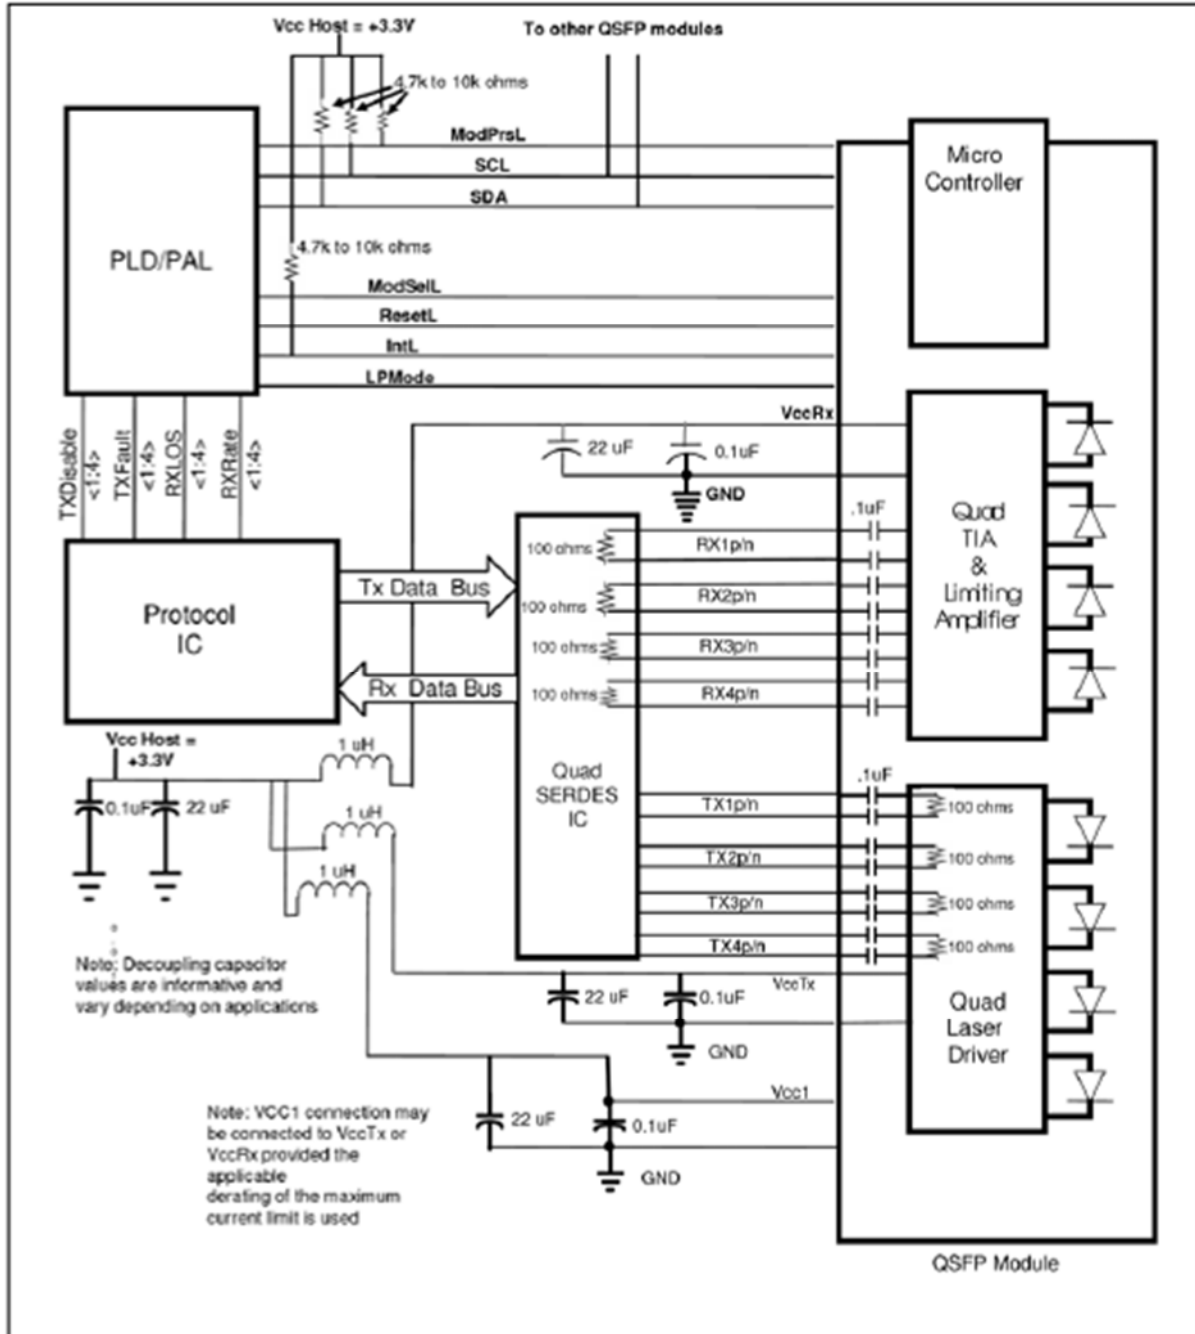 Vcc Host = +3.3V
To other QSFP modules
4.7k to 10k ohms
ModPrsL
SCL
SDA
Micro
Controller
PLD/PAL
4.7k to 10k ohms
ModSelL
ResetL
IntL
LPMode
TXDisable
<1:4>
TXFault
<1:4>
RXLOS
<1:4>
RXRate
<1:4>
VccRx
22 uF
0.1uF
GND
.1uF
Quad
TIA
&
Limiting
Amplifier
100 ohms
RX1p/n
100 ohms
RX2p/n
100 ohms
RX3p/n
100 ohms
RX4p/n
Tx Data Bus
Protocol
IC
Rx Data Bus
Vcc Host =
+3.3V
1 uH
0.1uF
22 uF
1 uH
1 uH
Quad
SERDES
IC
.1uF
TX1p/n
100 ohms
TX2p/n
100 ohms
TX3p/n
100 ohms
TX4p/n
100 ohms
Note: Decoupling capacitor
values are informative and
vary depending on applications
VccTx
22 uF
0.1uF
GND
Quad
Laser
Driver
Vcc1
22 uF
0.1uF
GND
Note: VCC1 connection may
be connected to VccTx or
VccRx provided the
applicable
derating of the maximum
current limit is used
QSFP Module